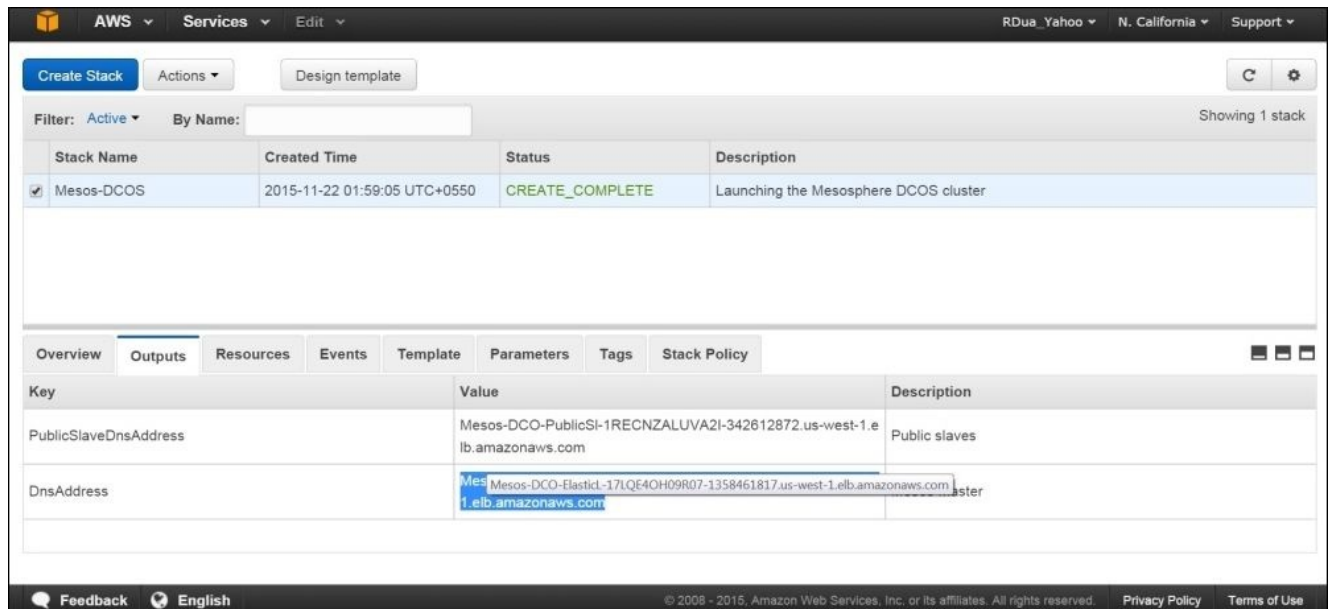 AWS Services Edit RDua_Yahoo N. California Support
Create Stack Actions Design template
Filter: Active By Name: Showing 1 stack
Stack Name Created Time Status Description
Mesos-DCOS 2015-11-22 01:59:05 UTC+0550 CREATE_COMPLETE Launching the Mesosphere DCOS cluster
Overview Outputs Resources Events Template Parameters Tags Stack Policy
Key Value Description
PublicSlaveDnsAddress Mesos-DCO-PublicSl-1RECNZALUVA2I-342612872.us-west-1.e Public slaves
lb.amazonaws.com
DnsAddress Mes Mesos-DCO-ElasticL-17LQE4OH09R07-1358461817.us-west-1.elb.amazonaws.com
1.elb.amazonaws.com
Feedback English © 2008 - 2015, Amazon Web Services, Inc. or its affiliates. All rights reserved. Privacy Policy Terms of Use